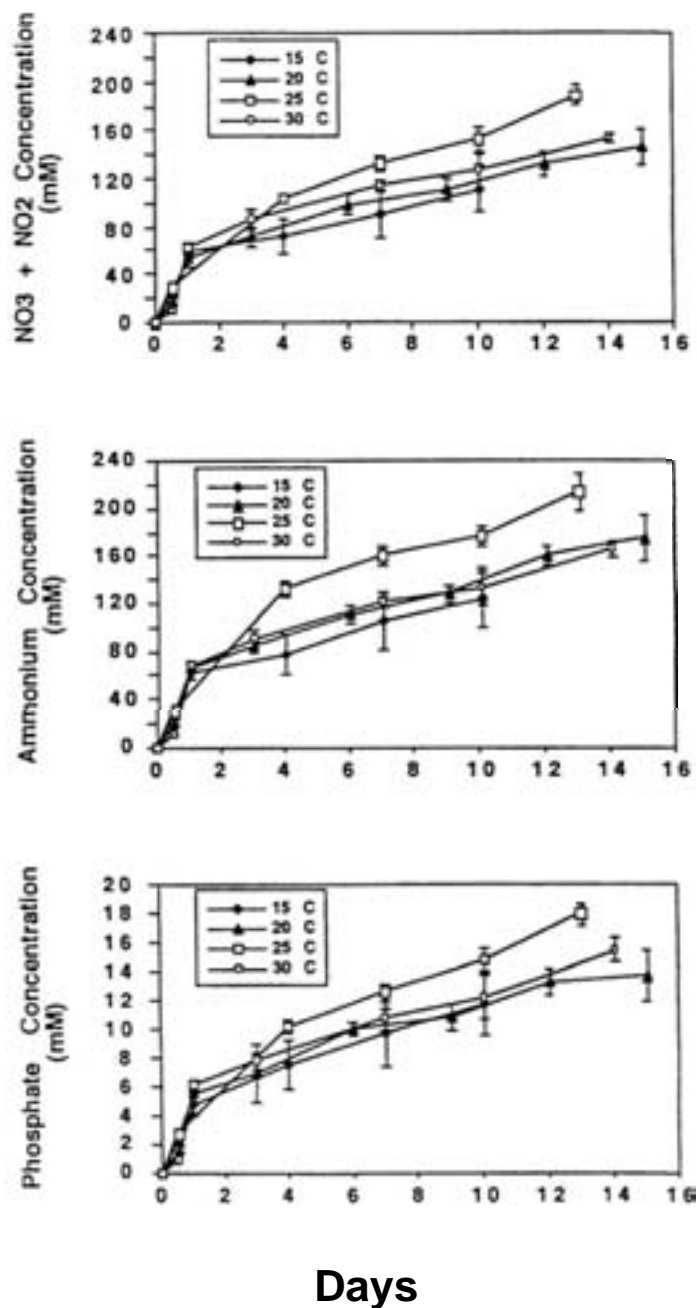 NO3 + NO2 Concentration
(mM)
240
200
160
120
80
40
0
15 C
20 C
25 C
30 C
0 2 4 6 8 10 12 14 16
Ammonium Concentration
(mM)
240
200
160
120
80
40
0
15 C
20 C
25 C
30 C
0 2 4 6 8 10 12 14 16
Phosphate Concentration
(mM)
20
18
16
14
12
10
8
6
4
2
0
15 C
20 C
25 C
30 C
0 2 4 6 8 10 12 14 16
Days